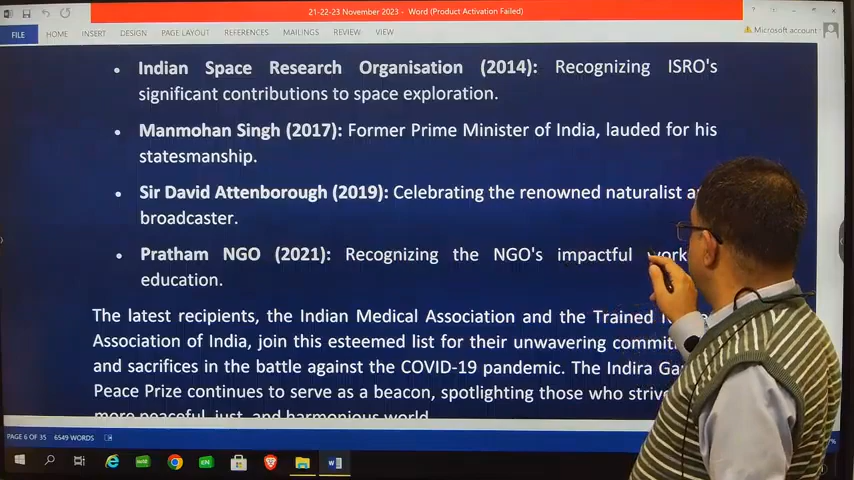 21-22-23 November 2023 - Word (Product Activation Failed)
FILE HOME INSERT DESIGN PAGE LAYOUT REFERENCES MAILINGS REVIEW VIEW Microsoft account
• Indian Space Research Organisation (2014): Recognizing ISRO's
significant contributions to space exploration.
• Manmohan Singh (2017): Former Prime Minister of India, lauded for his
statesmanship.
• Sir David Attenborough (2019): Celebrating the renowned naturalist
broadcaster.
• Pratham NGO (2021): Recognizing the NGO's impactful work
education.
The latest recipients, the Indian Medical Association and the Trained
Association of India, join this esteemed list for their unwavering
and sacrifices in the battle against the COVID-19 pandemic. The Indira
Peace Prize continues to serve as a beacon, spotlighting those who
more peaceful, just, and harmonious world.
PAGE 6 OF 35 6549 WORDS